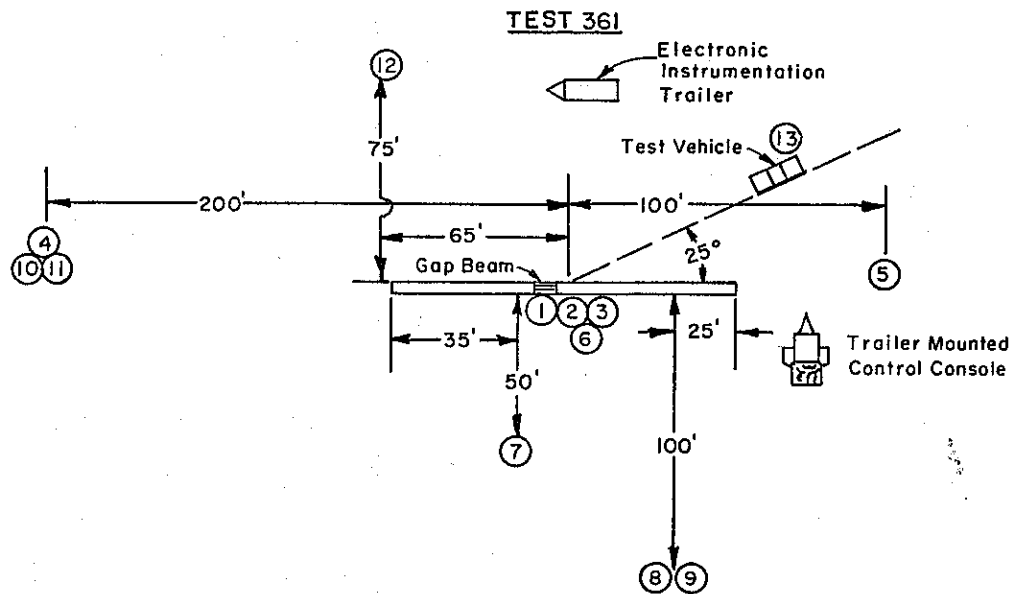 TEST 361
Electronic
Instrumentation
Trailer
12
13
Test Vehicle
75'
200'
100'
4
65'
25°
10 11
Gap Beam
5
1 2 3
6
35'
25'
Trailer Mounted
Control Console
50'
7
100'
8 9